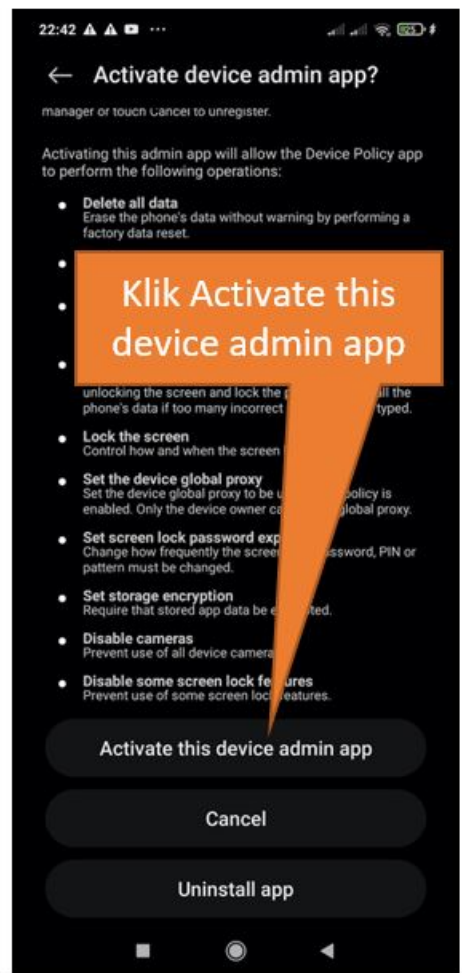 22:42
Activate device admin app?
manager or touch Cancel to unregister.
Activating this admin app will allow the Device Policy app
to perform the following operations:
Delete all data
Erase the phone's data without warning by performing a
factory data reset.
Klik Activate this
device admin app
unlocking the screen and lock the all the
phone's data if too many incorrect typed.
Lock the screen
Control how and when the screen
Set the device global proxy
Set the device global proxy to be policy is
enabled. Only the device owner global proxy.
Set screen lock password
Change how frequently the PIN or
pattern must be changed.
Set storage encryption
Require that stored app data be
Disable cameras
Prevent use of all device
Disable some screen lock features
Prevent use of some screen lock features.
Activate this device admin app
Cancel
Uninstall app